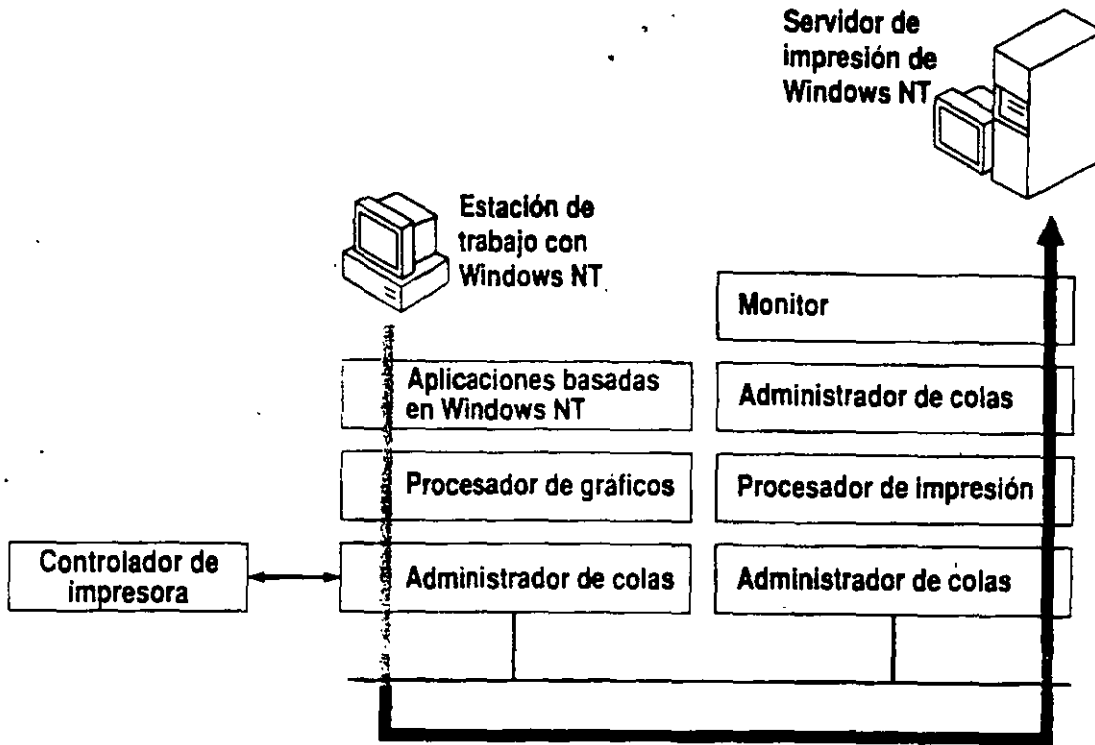 Servidor de
impresión de
Windows NT
Estación de
trabajo con
Windows NT
Monitor
Aplicaciones basadas
en Windows NT
Administrador de colas
Procesador de gráficos
Procesador de impresión
Controlador de
impresora
Administrador de colas
Administrador de colas